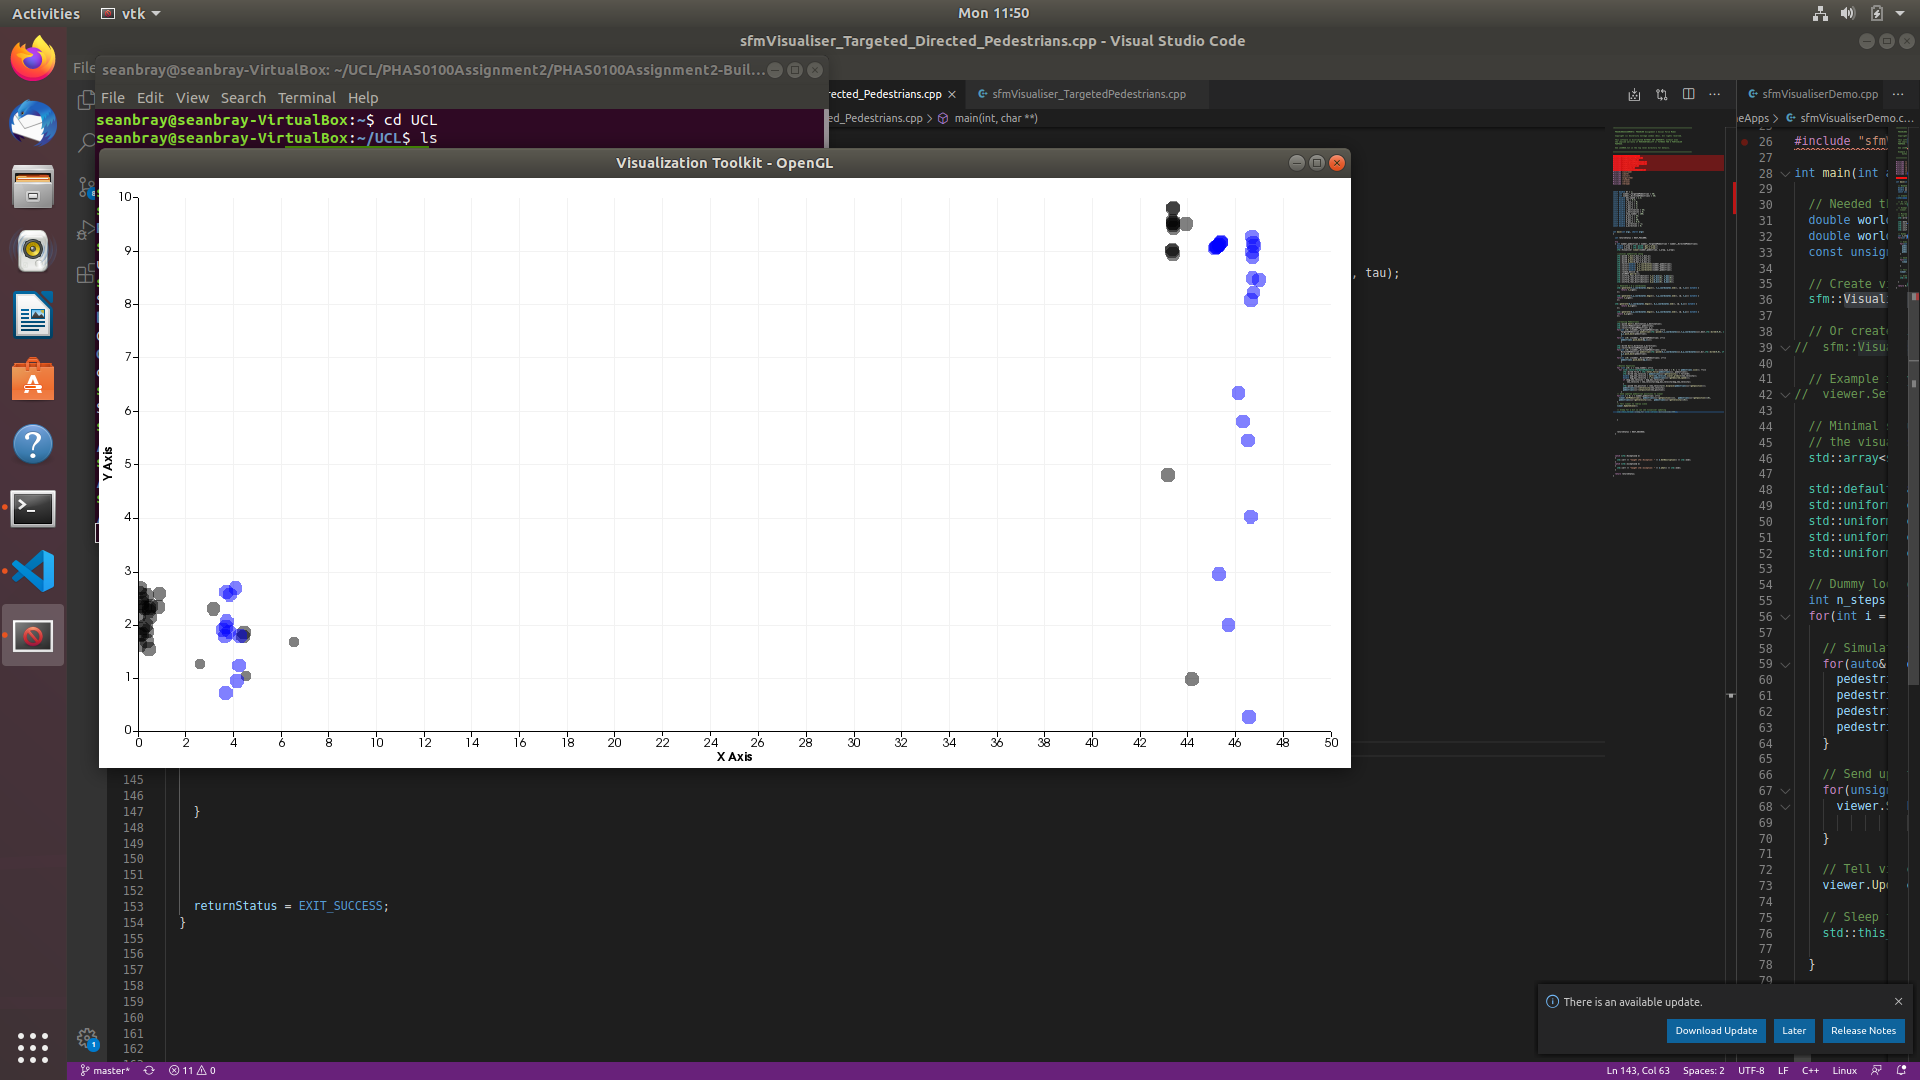 Activities
vtk
Mon 11:50
sfmVisualiser_Targeted_Directed_Pedestrians.cpp - Visual Studio Code
File
seanbray@seanbray-VirtualBox: ~/UCL/PHAS0100Assignment2/PHAS0100Assignment2-Buil...
File Edit View Search Terminal Help
seanbray@seanbray-VirtualBox:~$ cd UCL
seanbray@seanbray-VirtualBox:~/UCL$ ls
rected_Pedestrians.cpp
sfmVisualiser_TargetedPedestrians.cpp
ed_Pedestrians.cpp > main(int, char **)
sfmVisualiserDemo.cpp
neApps > sfmVisualiserDemo.c...
Visualization Toolkit - OpenGL
10
9
8
7
6
5
4
3
2
1
0
Y Axis
0 2 4 6 8 10 12 14 16 18 20 22 24 26 28 30 32 34 36 38 40 42 44 46 48 50
X Axis
, tau);
145
146
147 }
148
149
150
151
152
153 returnStatus = EXIT_SUCCESS;
154 }
155
156
157
158
159
160
161
162
26 #include "sfm
27
28 int main(int a
29
30 // Needed t
31 double worl
32 double worl
33 const unsig
34
35 // Create vi
36 sfm::Visual
37
38 // Or creat
39 // sfm::Visu
40
41 // Example
42 // viewer.Se
43
44 // Minimal
45 // the visua
46 std::array<
47
48 std::defaul
49 std::unifor
50 std::unifor
51 std::unifor
52 std::unifor
53
54 // Dummy lo
55 int n_steps
56 for(int i =
57
58 // Simula
59 for(auto&
60 pedestri
61 pedestri
62 pedestri
63 pedestri
64 }
65
66 // Send u
67 for(unsig
68 viewer.
69
70 }
71
72 // Tell vi
73 viewer.Up
74
75 // Sleep
76 std::this
77
78 }
79
There is an available update.
Download Update
Later
Release Notes
1
master*
11 0
Ln 143, Col 63
Spaces: 2
UTF-8
LF
C++
Linux